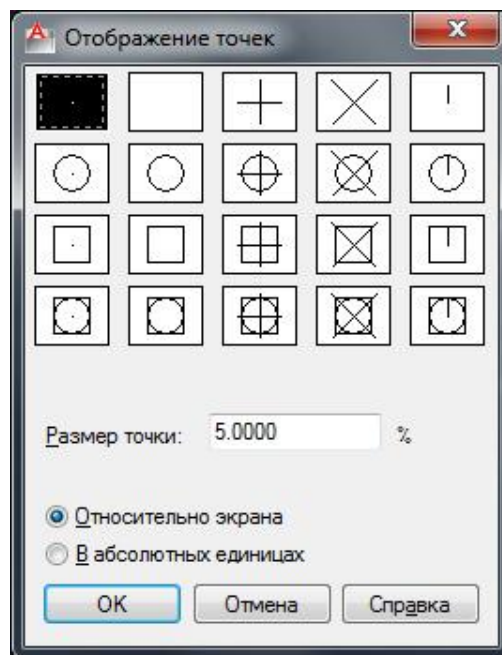 Отображение точек
Размер точки: 5.0000 %
Относительно экрана
В абсолютных единицах
OK Отмена Справка